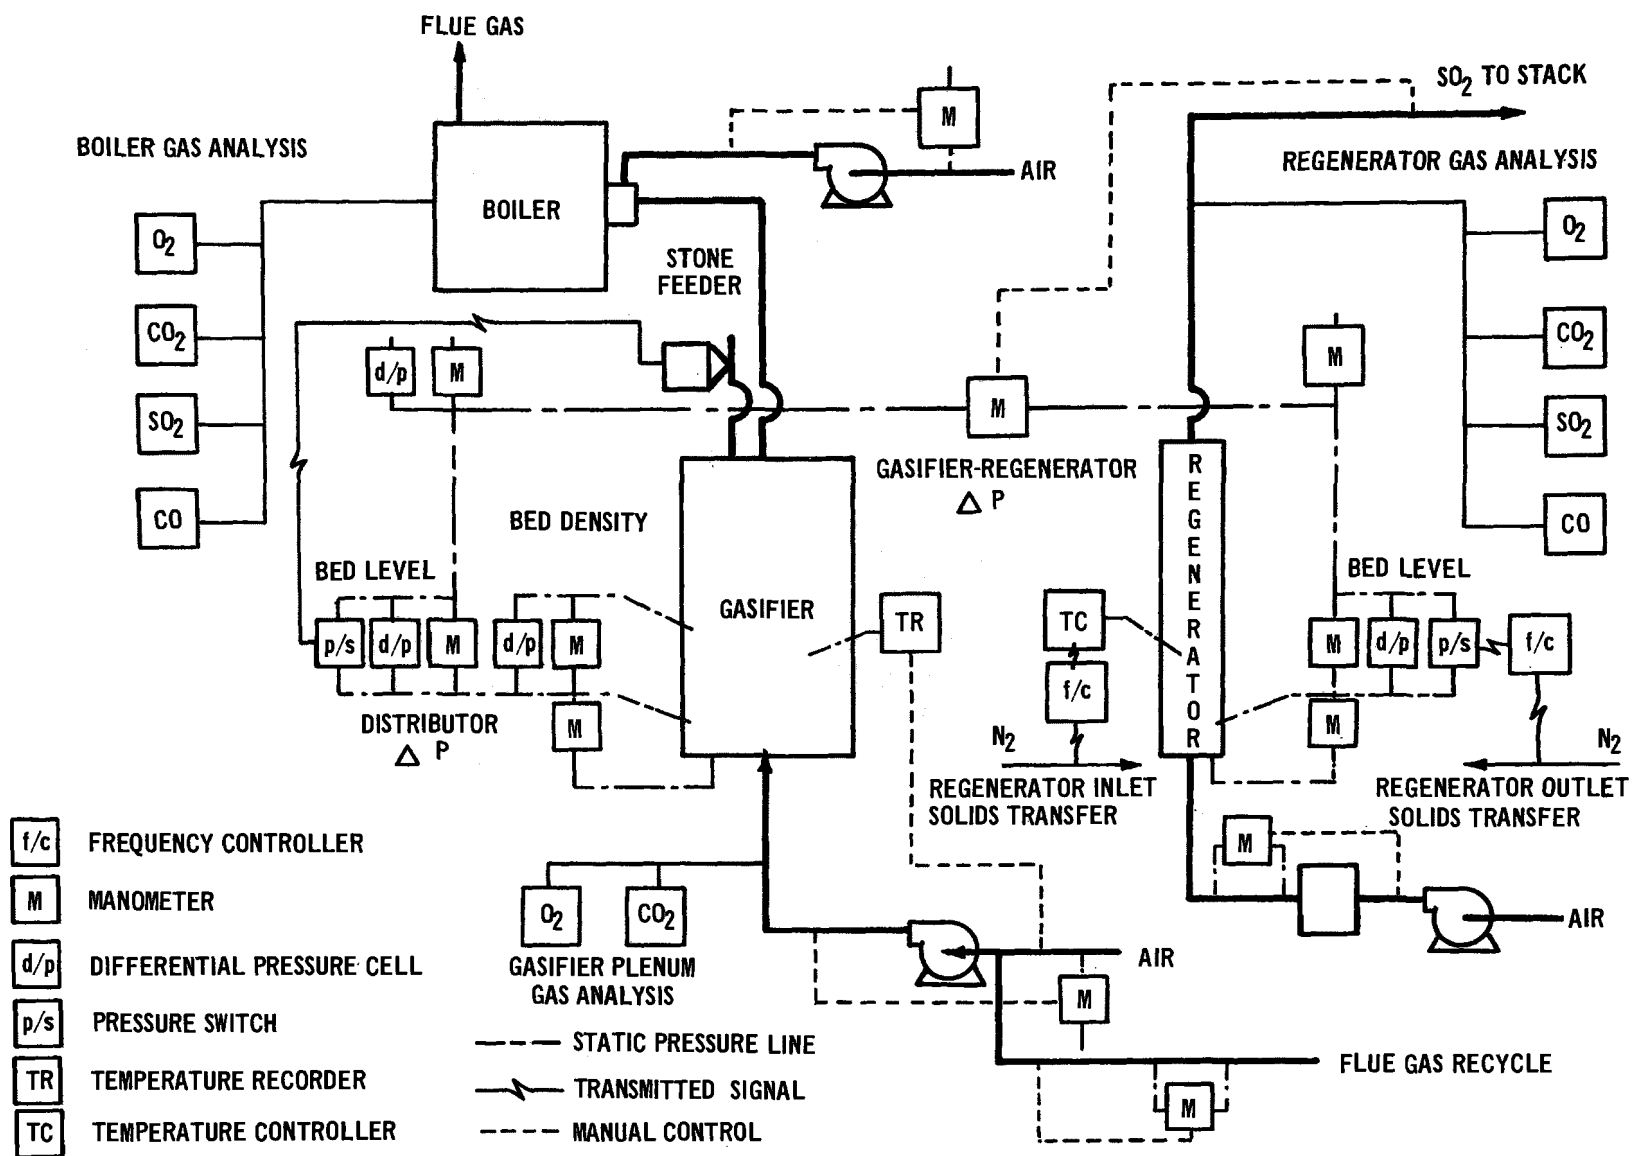 FLUE GAS
SO2 TO STACK
M
BOILER GAS ANALYSIS
AIR
REGENERATOR GAS ANALYSIS
BOILER
O2
O2
STONE
FEEDER
CO2
CO2
d/p
M
M
M
SO2
SO2
GASIFIER-REGENERATOR
△ P
REGENERATOR
CO
CO
BED DENSITY
BED LEVEL
BED LEVEL
GASIFIER
TR
TC
p/s
d/p
M
d/p
M
M
d/p
p/s
f/c
f/c
DISTRIBUTOR
△ P
M
M
N2
N2
REGENERATOR INLET
SOLIDS TRANSFER
REGENERATOR OUTLET
SOLIDS TRANSFER
f/c FREQUENCY CONTROLLER
M
M MANOMETER
O2
CO2
AIR
GASIFIER PLENUM
GAS ANALYSIS
AIR
d/p DIFFERENTIAL PRESSURE CELL
M
p/s PRESSURE SWITCH
STATIC PRESSURE LINE
FLUE GAS RECYCLE
TR TEMPERATURE RECORDER
TRANSMITTED SIGNAL
M
TC TEMPERATURE CONTROLLER
MANUAL CONTROL